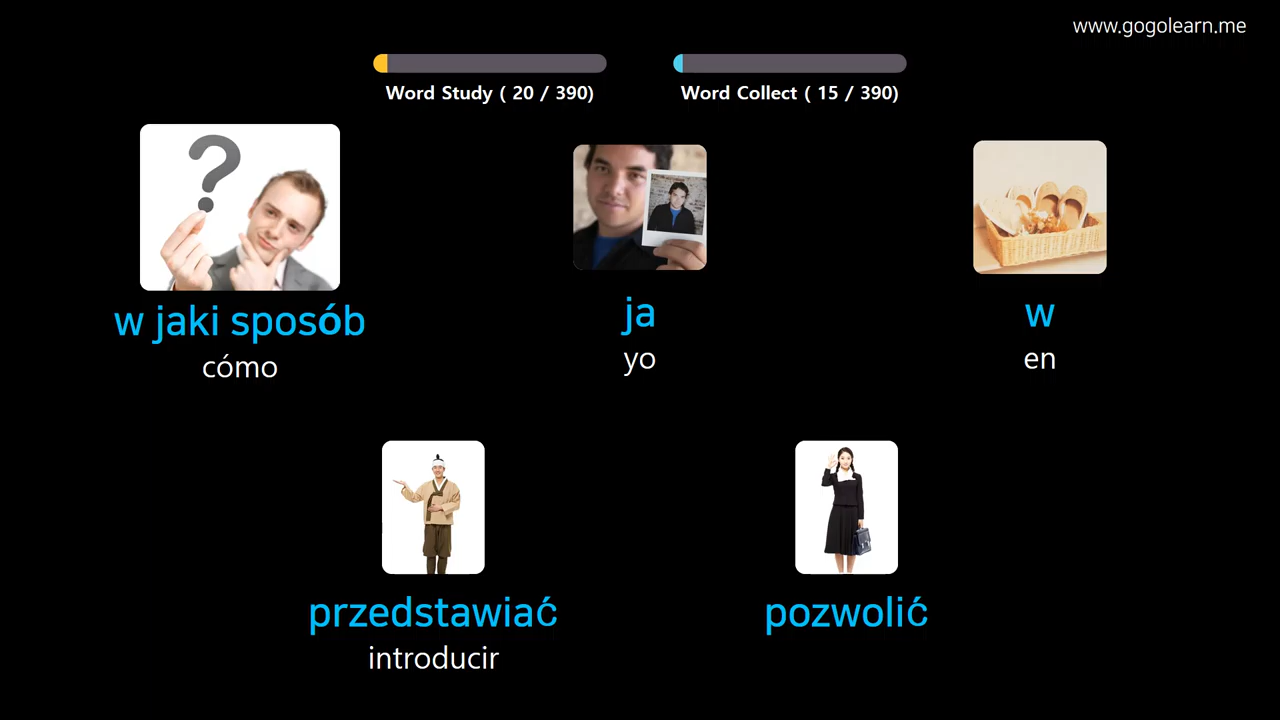 www.gogolearn.me
Word Study ( 20 / 390)
Word Collect ( 15 / 390)
w jaki sposób
cómo
ja
yo
w
en
przedstawiać
introducir
pozwolić